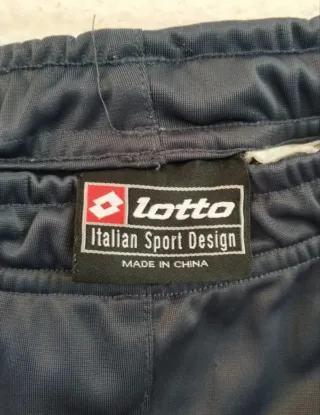 lotto
Italian Sport Design
MADE IN CHINA